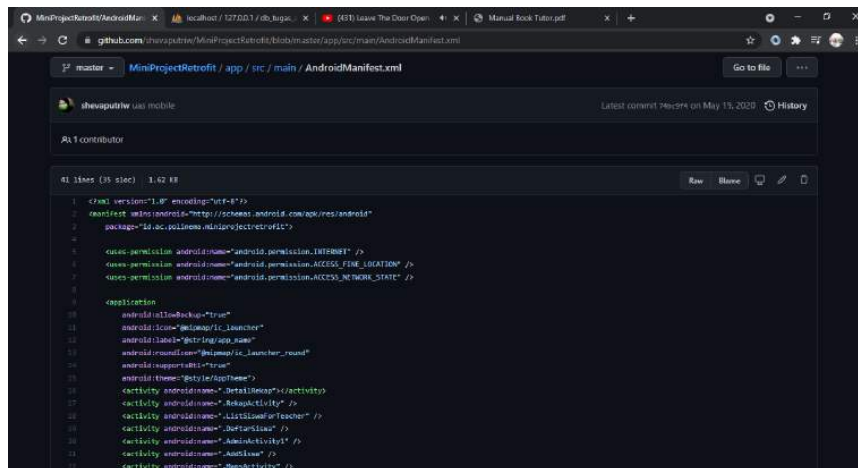 MiniProjectRetrofit/AndroidMan
localhost / 127.0.0.1 / db_tugas_
(431) Leave The Door Open
Manual Book Tutor.pdf
github.com/shevaputriw/MiniProjectRetrofit/blob/master/app/src/main/AndroidManifest.xml
master
MiniProjectRetrofit / app / src / main / AndroidManifest.xml
Go to file
shevaputriw uas mobile
Latest commit on May 15, 2020
History
1 contributor
41 lines (35 sloc) 1.62 KB
Raw
Blame
1 <?xml version="1.0" encoding="utf-8"?>
2 <manifest xmlns:android="http://schemas.android.com/apk/res/android"
3 package="id.ac.polinema.miniprojectretrofit">
4
5 <uses-permission android:name="android.permission.INTERNET" />
6 <uses-permission android:name="android.permission.ACCESS_FINE_LOCATION" />
7 <uses-permission android:name="android.permission.ACCESS_NETWORK_STATE" />
8
9 <application
10 android:allowBackup="true"
11 android:icon="@mipmap/ic_launcher"
12 android:label="@string/app_name"
13 android:roundIcon="@mipmap/ic_launcher_round"
14 android:supportsRtl="true"
15 android:theme="@style/AppTheme">
16 <activity android:name=".DetailRekap"></activity>
17 <activity android:name=".RekapActivity" />
18 <activity android:name=".ListSiswaForTeacher" />
19 <activity android:name=".DaftarSiswa" />
20 <activity android:name=".AdminActivity1" />
21 <activity android:name=".AddSiswa" />
22 <activity android:name=".MapsActivity" />